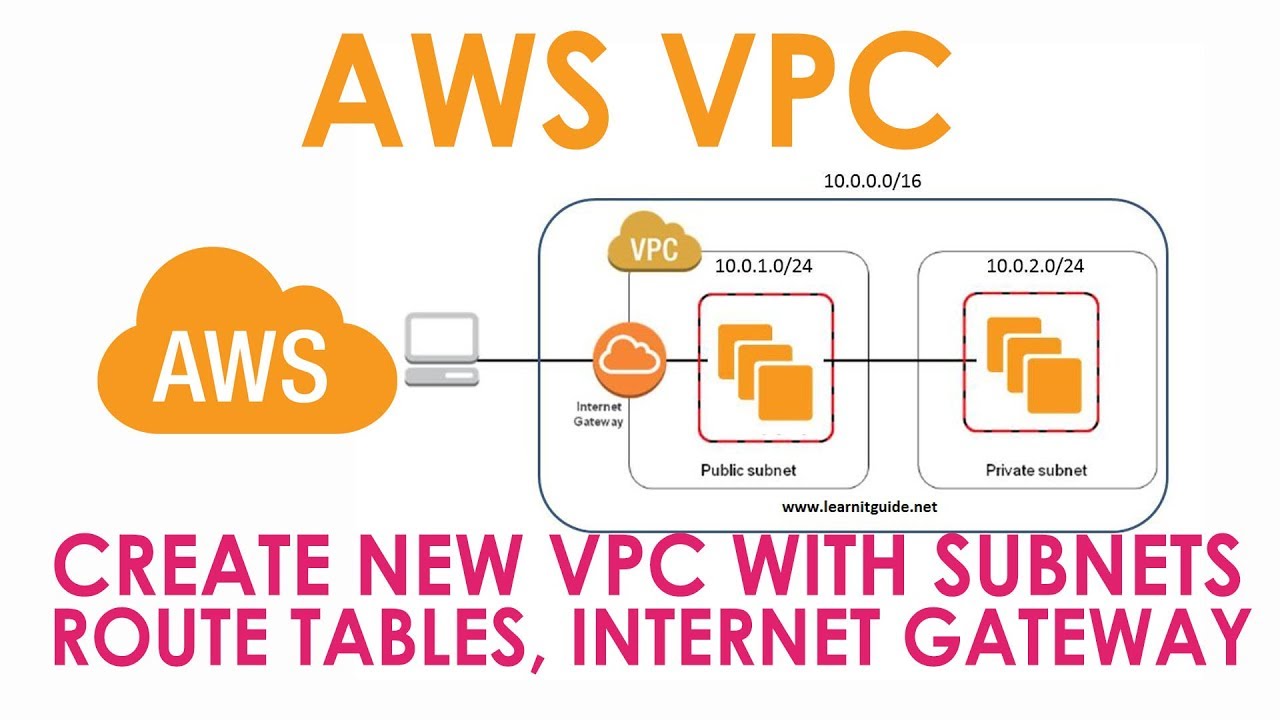 AWS VPC
10.0.0.0/16
VPC
10.0.1.0/24
10.0.2.0/24
AWS
Internet
Gateway
Public subnet
Private subnet
www.learnitguide.net
CREATE NEW VPC WITH SUBNETS
ROUTE TABLES, INTERNET GATEWAY